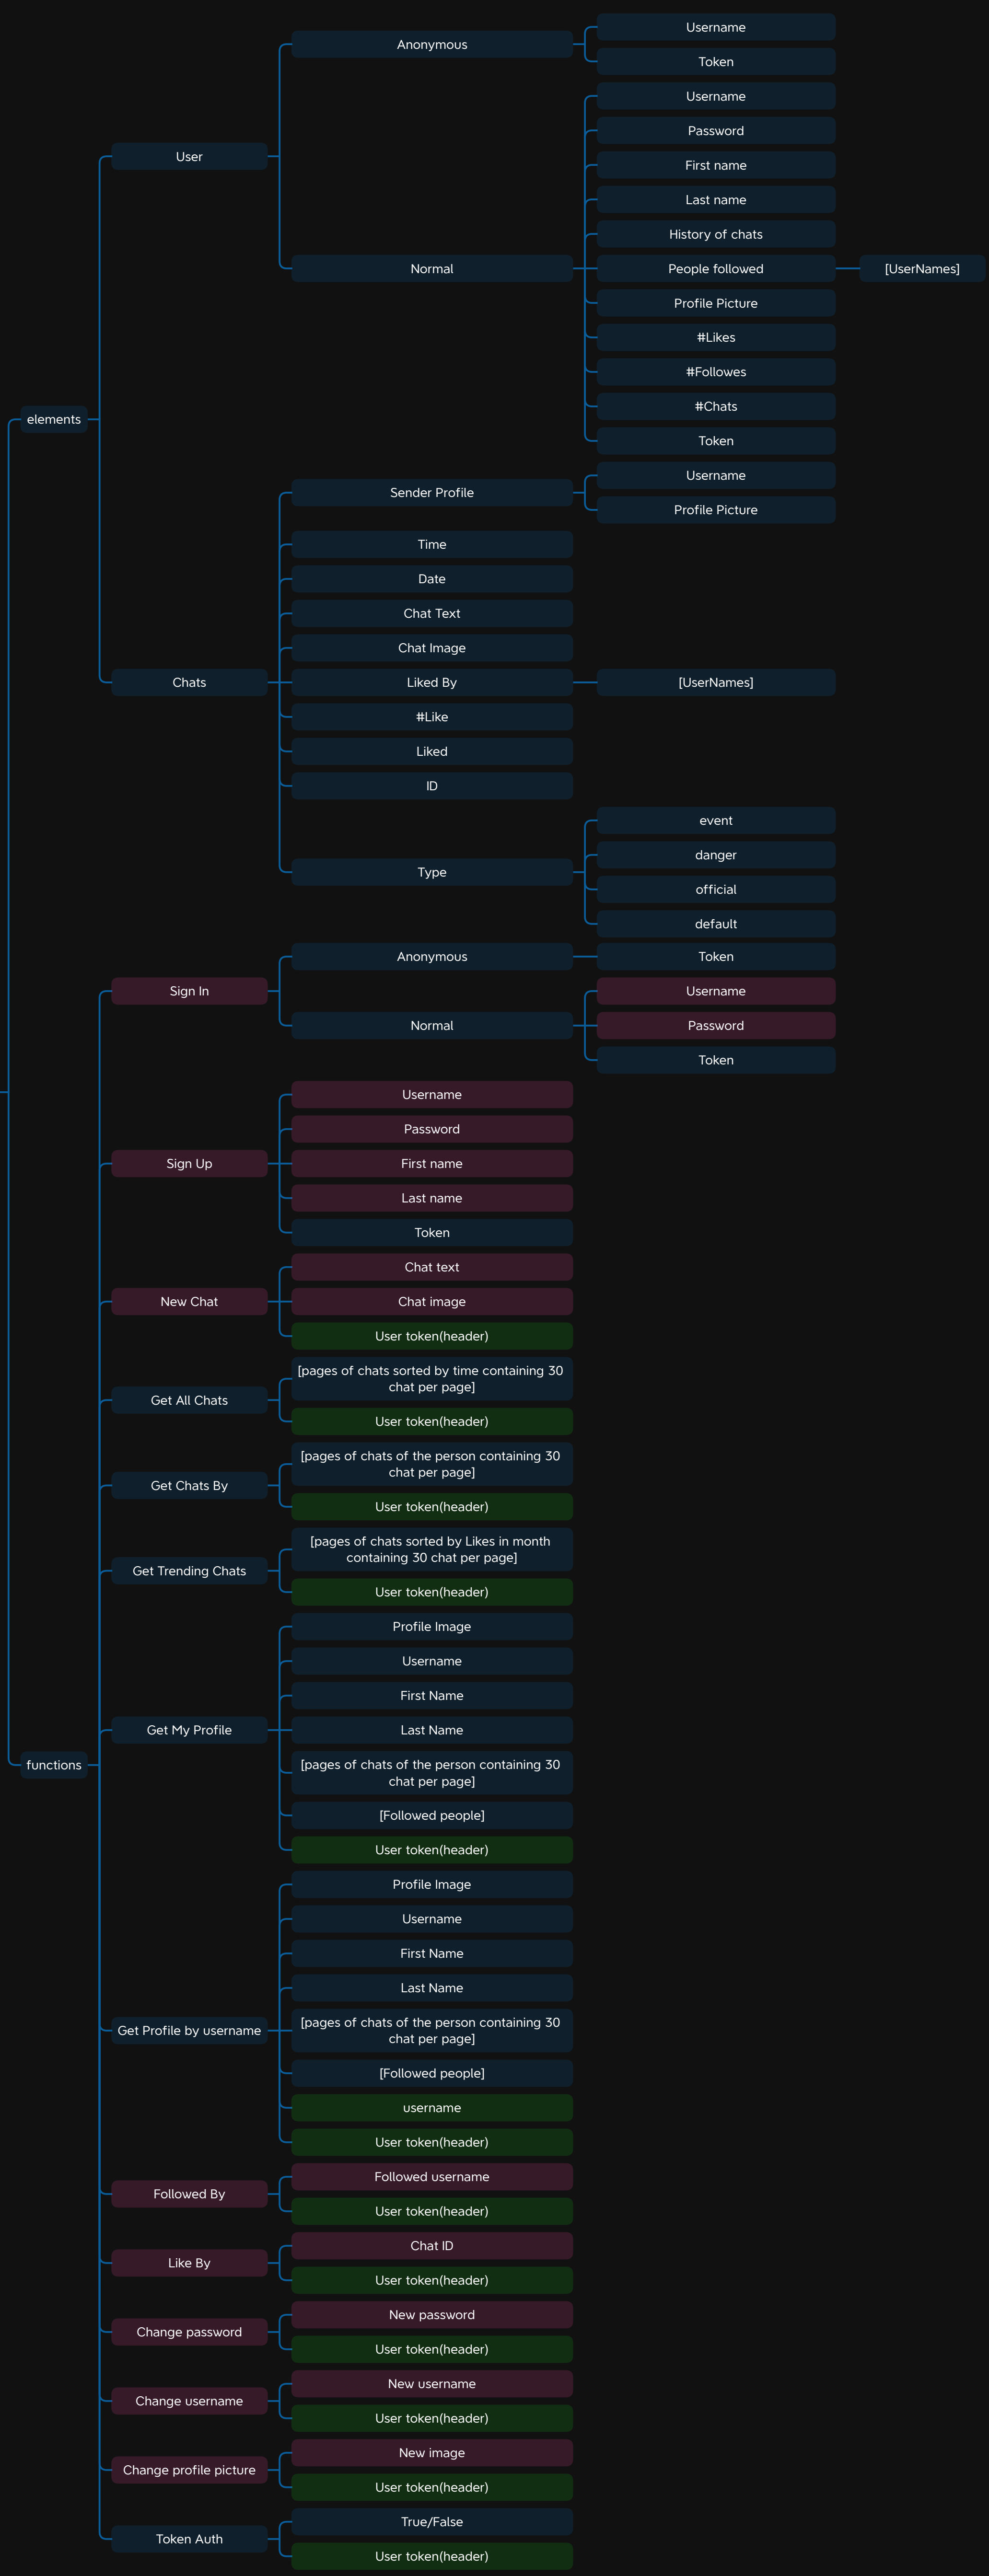 elements
User
Anonymous
Username
Token
Normal
Username
Password
First name
Last name
History of chats
People followed
[UserNames]
Profile Picture
#Likes
#Followes
#Chats
Token
Chats
Sender Profile
Username
Profile Picture
Time
Date
Chat Text
Chat Image
Liked By
[UserNames]
#Like
Liked
ID
Type
event
danger
official
default
functions
Sign In
Anonymous
Token
Normal
Username
Password
Token
Sign Up
Username
Password
First name
Last name
Token
New Chat
Chat text
Chat image
User token(header)
Get All Chats
[pages of chats sorted by time containing 30
chat per page]
User token(header)
Get Chats By
[pages of chats of the person containing 30
chat per page]
User token(header)
Get Trending Chats
[pages of chats sorted by Likes in month
containing 30 chat per page]
User token(header)
Get My Profile
Profile Image
Username
First Name
Last Name
[pages of chats of the person containing 30
chat per page]
[Followed people]
User token(header)
Get Profile by username
Profile Image
Username
First Name
Last Name
[pages of chats of the person containing 30
chat per page]
[Followed people]
username
User token(header)
Followed By
Followed username
User token(header)
Like By
Chat ID
User token(header)
Change password
New password
User token(header)
Change username
New username
User token(header)
Change profile picture
New image
User token(header)
Token Auth
True/False
User token(header)